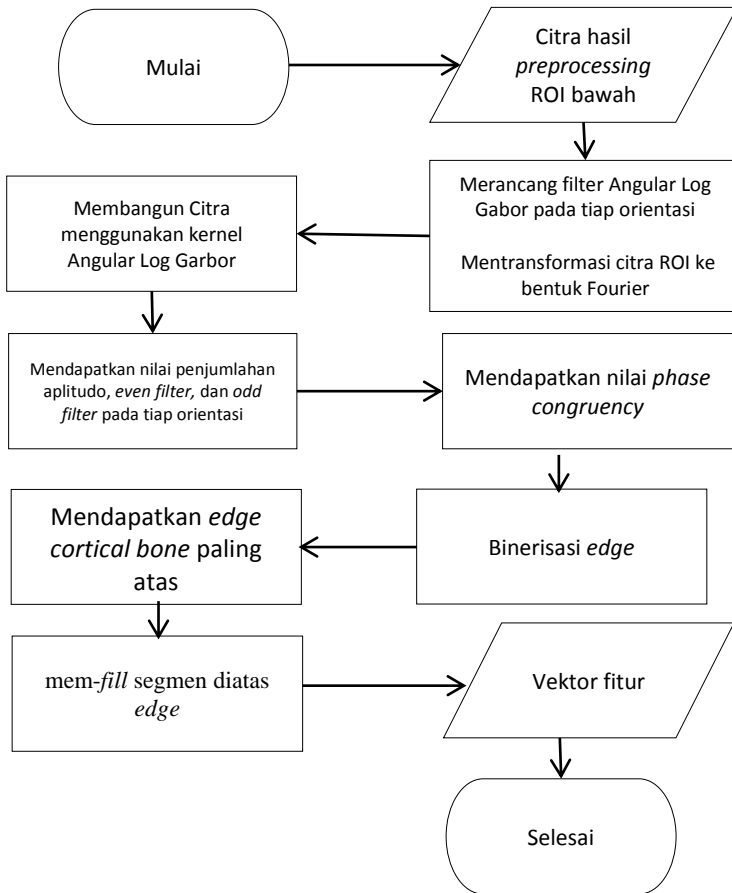 Mulai
Citra hasil
preprocessing
ROI bawah
Merancang filter Angular Log
Gabor pada tiap orientasi
Mentransformasi citra ROI ke
bentuk Fourier
Membangun Citra
menggunakan kernel
Angular Log Garbor
Mendapatkan nilai penjumlahan
aplitudo, even filter, dan odd
filter pada tiap orientasi
Mendapatkan nilai phase
congruency
Binerisasi edge
Mendapatkan edge
cortical bone paling
atas
mem-fill segmen diatas
edge
Vektor fitur
Selesai